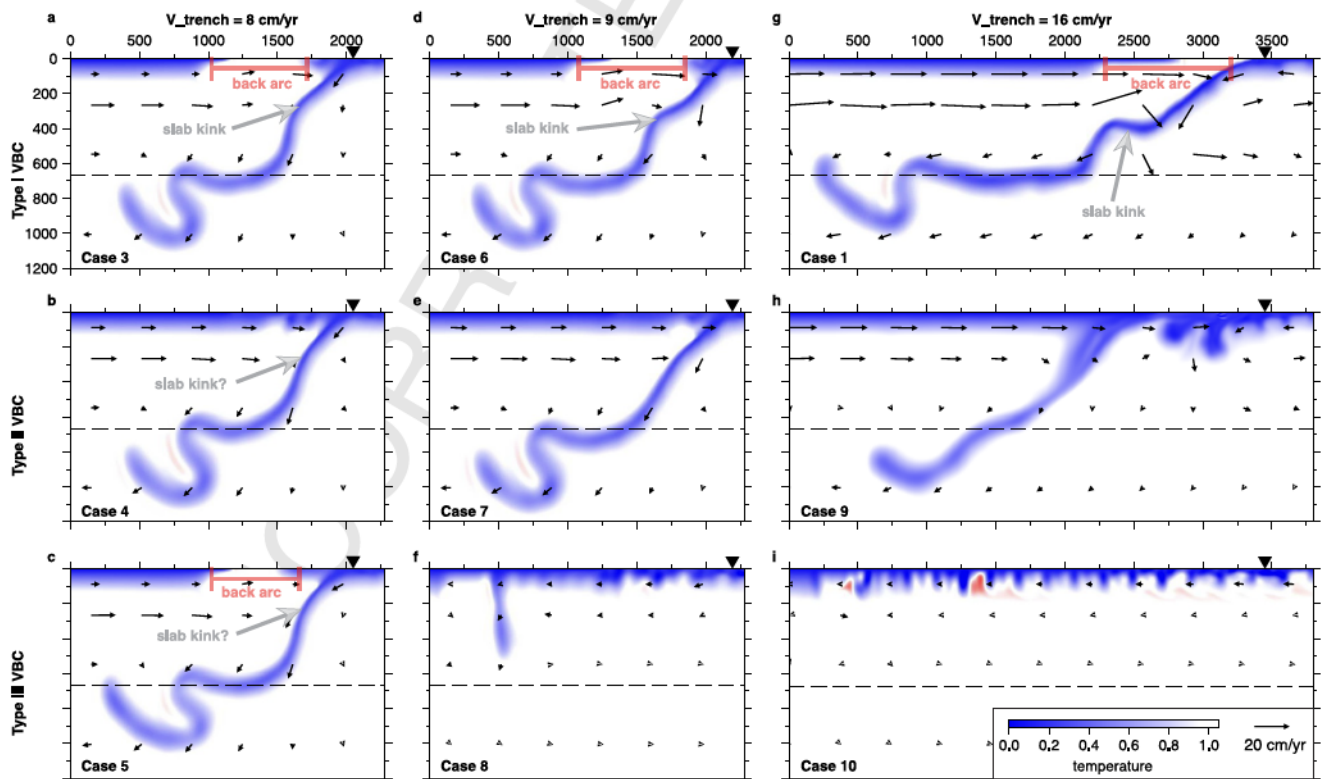 a V_trench = 8 cm/yr d V_trench = 9 cm/yr g V_trench = 16 cm/yr
0 500 1000 1500 2000 0 500 1000 1500 2000 0 500 1000 1500 2000 2500 3000 3500
0
200
400
600
800
1000
1200
Type I VBC
back arc
slab kink
Case 3
back arc
slab kink
Case 6
back arc
slab kink
Case 1
b e h
Type II VBC
slab kink?
Case 4
Case 7
Case 9
c f i
Type III VBC
back arc
slab kink?
Case 5
Case 8
Case 10
0.0 0.2 0.4 0.6 0.8 1.0
temperature
20 cm/yr